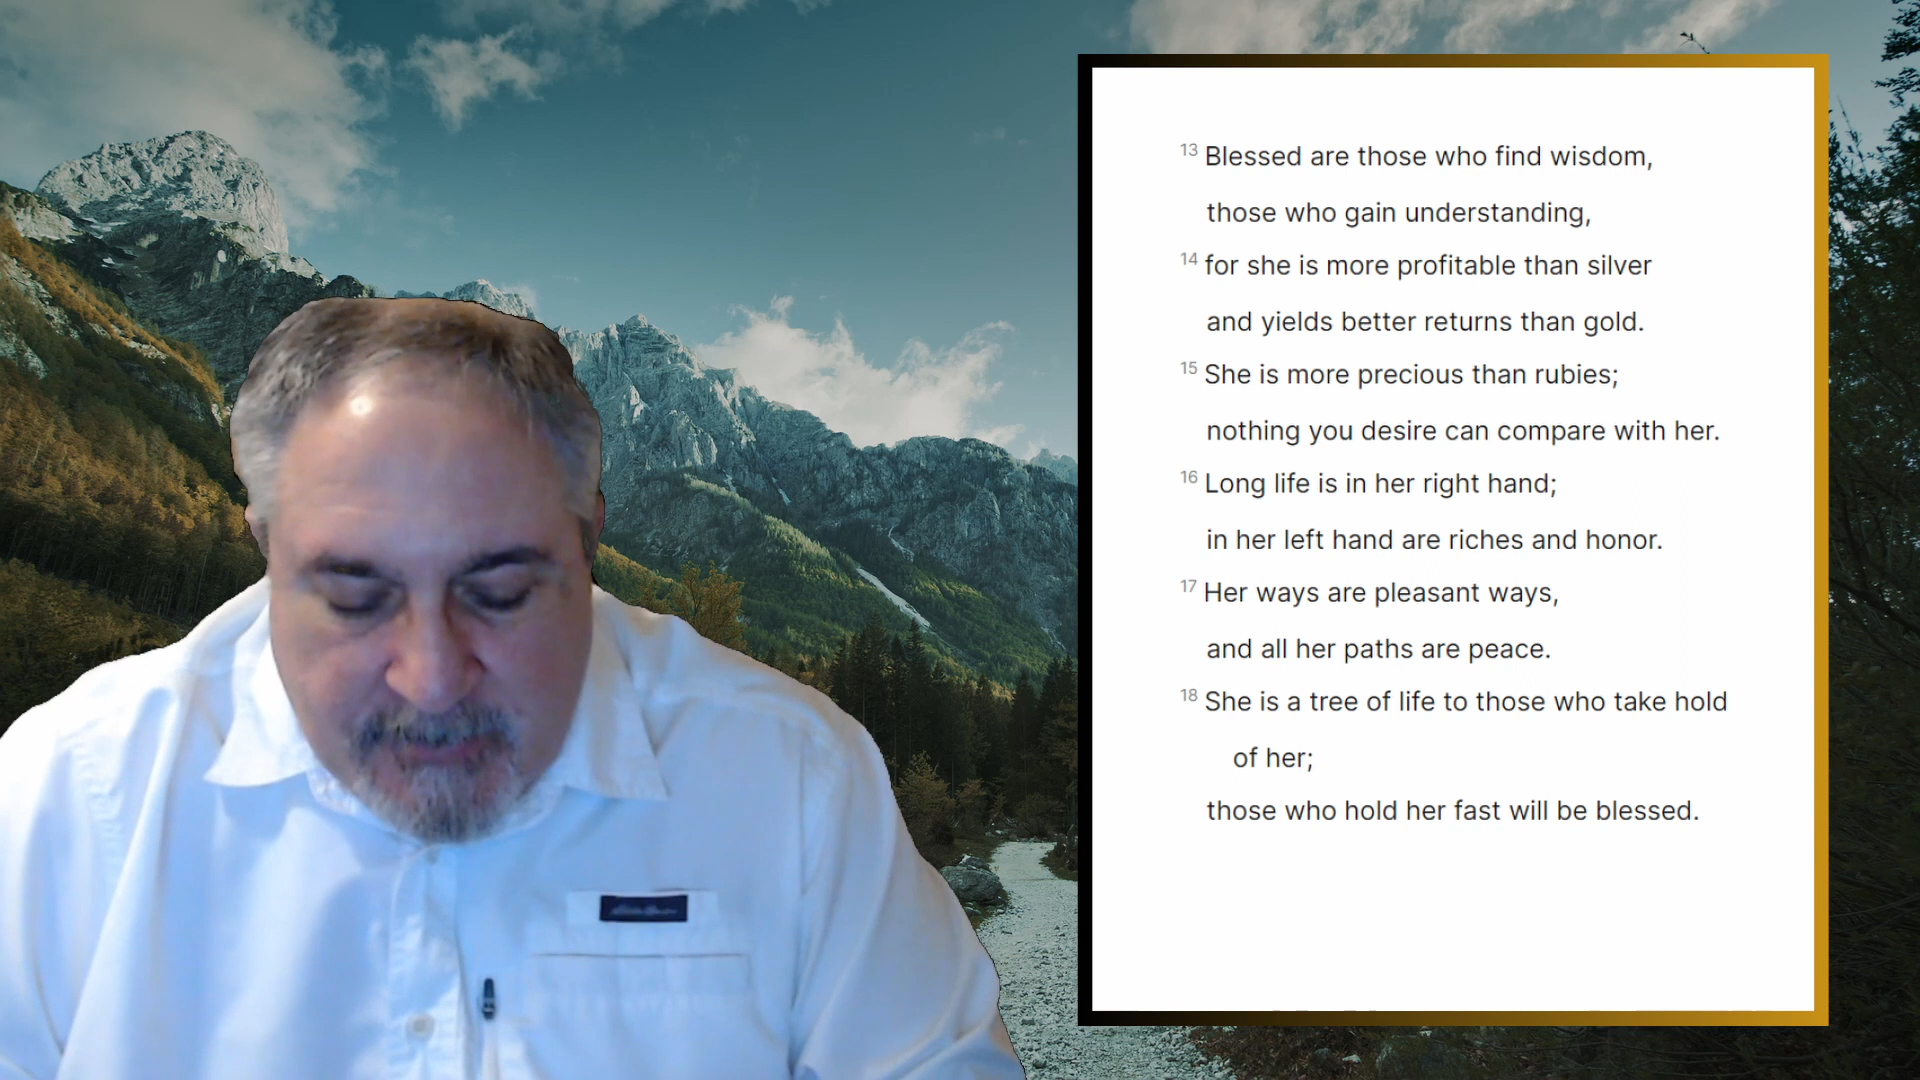 13 Blessed are those who find wisdom,
those who gain understanding,
14 for she is more profitable than silver
and yields better returns than gold.
15 She is more precious than rubies;
nothing you desire can compare with her.
16 Long life is in her right hand;
in her left hand are riches and honor.
17 Her ways are pleasant ways,
and all her paths are peace.
18 She is a tree of life to those who take hold
of her;
those who hold her fast will be blessed.